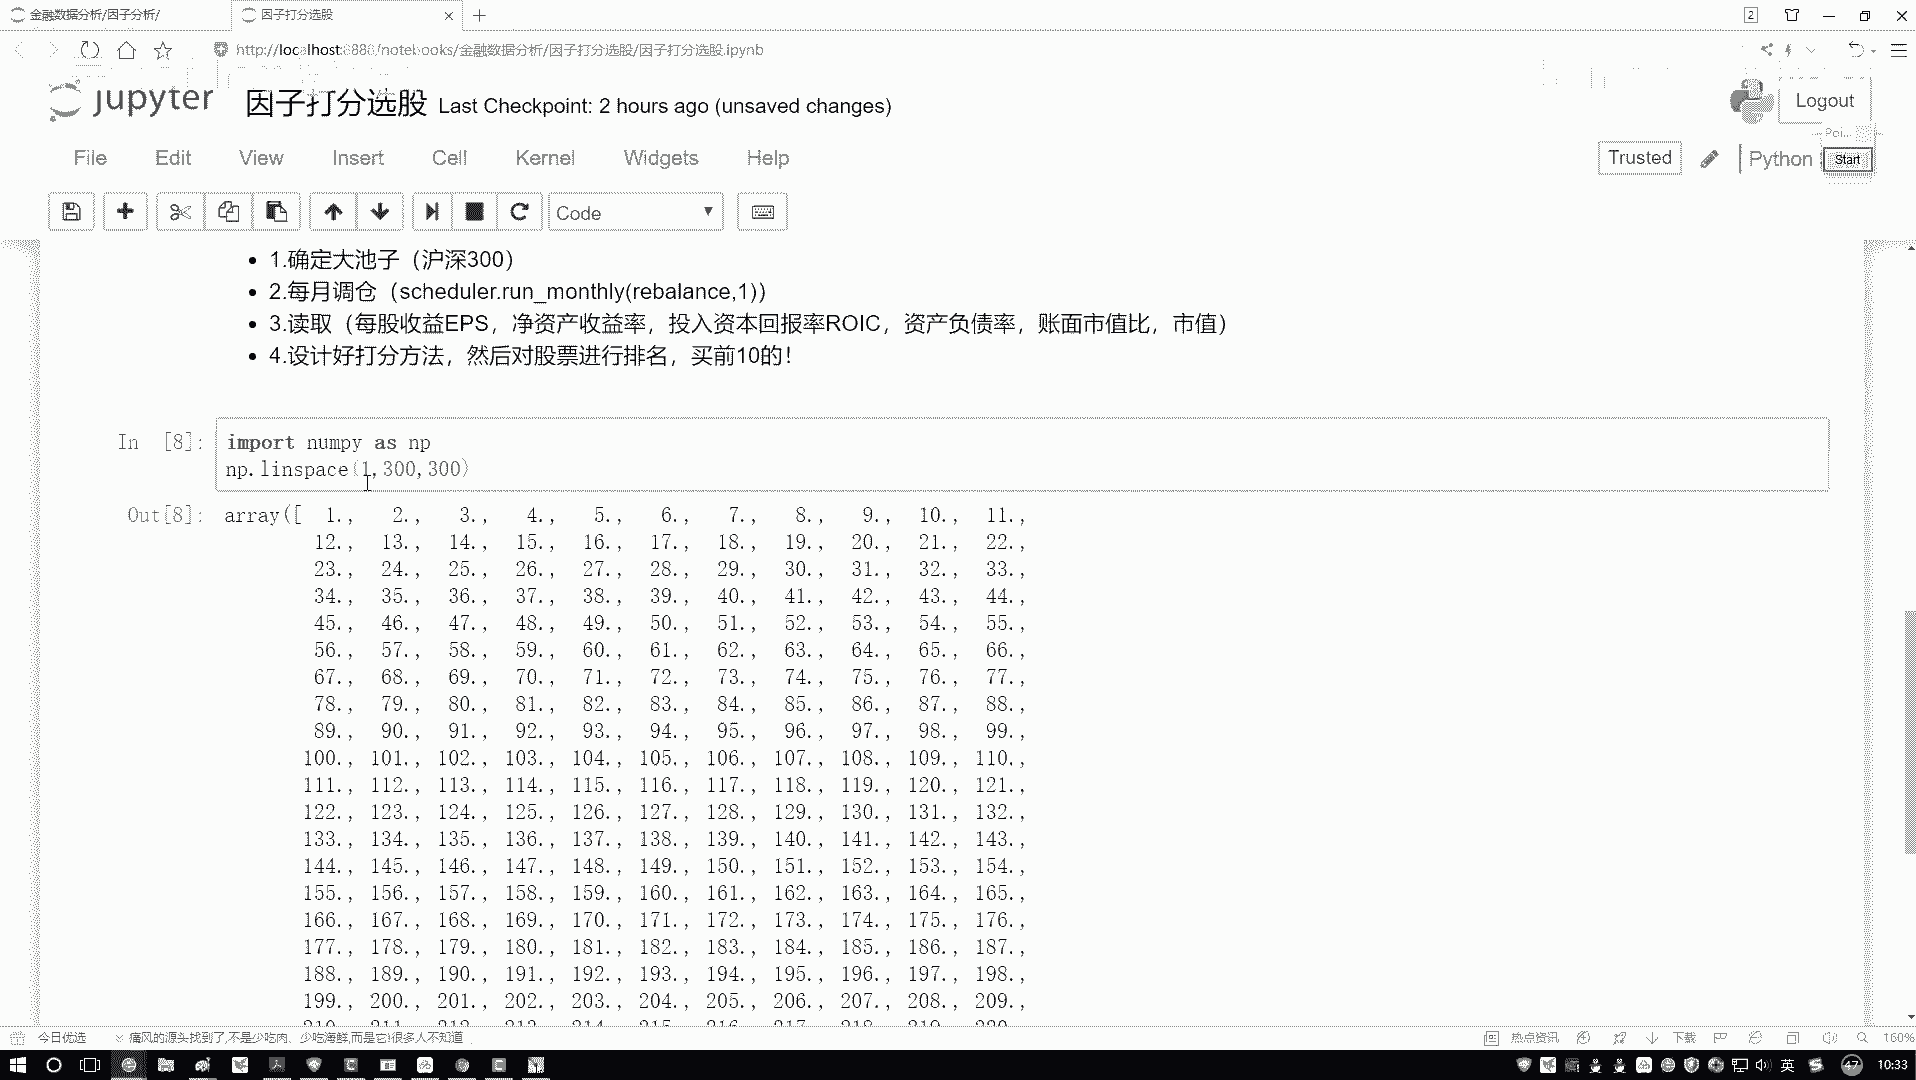 金融数据分析/因子分析/
因子打分选股
2
http://localhost:8888/notebooks/金融数据分析/因子打分选股/因子打分选股.ipynb
jupyter 因子打分选股 Last Checkpoint: 2 hours ago (unsaved changes)
Logout
File Edit View Insert Cell Kernel Widgets Help
Trusted Python
Poi...
Start
Code
1.确定大池子（沪深300）
2.每月调仓（scheduler.run_monthly(rebalance,1)）
3.读取（每股收益EPS，净资产收益率，投入资本回报率ROIC，资产负债率，账面市值比，市值）
4.设计好打分方法，然后对股票进行排名，买前10的！
In [8]: import numpy as np
np.linspace(1,300,300)
Out[8]: array([ 1., 2., 3., 4., 5., 6., 7., 8., 9., 10., 11.,
12., 13., 14., 15., 16., 17., 18., 19., 20., 21., 22.,
23., 24., 25., 26., 27., 28., 29., 30., 31., 32., 33.,
34., 35., 36., 37., 38., 39., 40., 41., 42., 43., 44.,
45., 46., 47., 48., 49., 50., 51., 52., 53., 54., 55.,
56., 57., 58., 59., 60., 61., 62., 63., 64., 65., 66.,
67., 68., 69., 70., 71., 72., 73., 74., 75., 76., 77.,
78., 79., 80., 81., 82., 83., 84., 85., 86., 87., 88.,
89., 90., 91., 92., 93., 94., 95., 96., 97., 98., 99.,
100., 101., 102., 103., 104., 105., 106., 107., 108., 109., 110.,
111., 112., 113., 114., 115., 116., 117., 118., 119., 120., 121.,
122., 123., 124., 125., 126., 127., 128., 129., 130., 131., 132.,
133., 134., 135., 136., 137., 138., 139., 140., 141., 142., 143.,
144., 145., 146., 147., 148., 149., 150., 151., 152., 153., 154.,
155., 156., 157., 158., 159., 160., 161., 162., 163., 164., 165.,
166., 167., 168., 169., 170., 171., 172., 173., 174., 175., 176.,
177., 178., 179., 180., 181., 182., 183., 184., 185., 186., 187.,
188., 189., 190., 191., 192., 193., 194., 195., 196., 197., 198.,
199., 200., 201., 202., 203., 204., 205., 206., 207., 208., 209.,
210., 211., 212., 213., 214., 215., 216., 217., 218., 219., 220.,
今日优选 痛风的源头找到了,不是少吃肉、少吃海鲜,而是它!很多人不知道 热点资讯 下载 160%
英 47 10:33